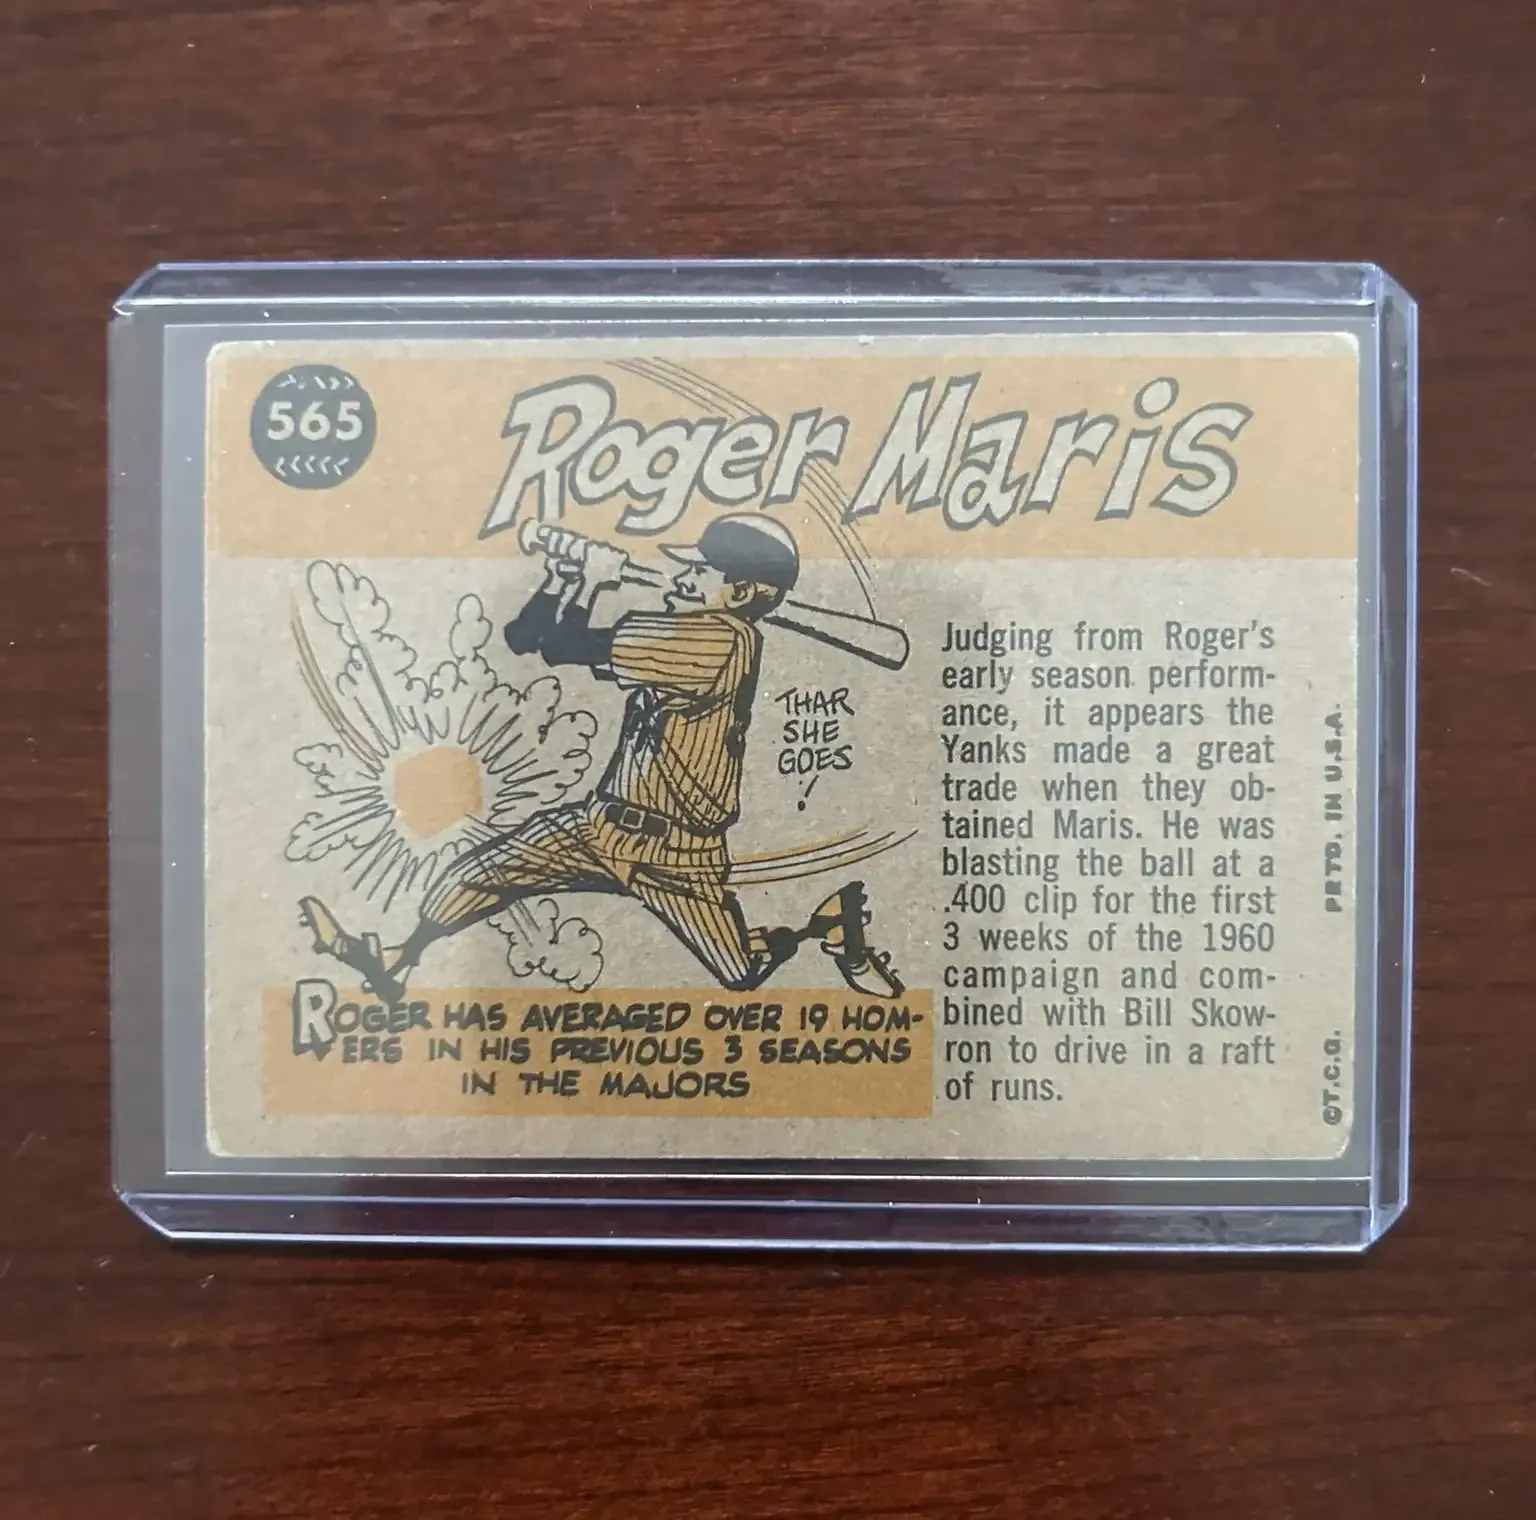 565
Roger Maris
THAR
SHE
GOES
!
ROGER HAS AVERAGED OVER 19 HOM-
ERS IN HIS PREVIOUS 3 SEASONS
IN THE MAJORS
Judging from Roger's
early season perform-
ance, it appears the
Yanks made a great
trade when they ob-
tained Maris. He was
blasting the ball at a
.400 clip for the first
3 weeks of the 1960
campaign and com-
bined with Bill Skow-
ron to drive in a raft
of runs.
©T.C.G. PRTD. IN U.S.A.